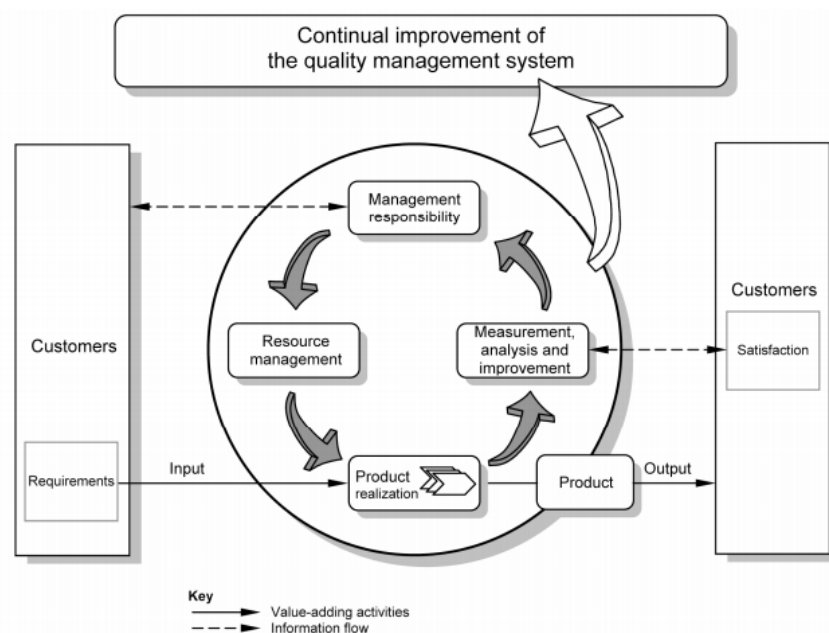 Continual improvement of
the quality management system
Management
responsibility
Customers
Resource
management
Measurement,
analysis and
improvement
Customers
Satisfaction
Requirements
Input
Product
realization
Product
Output
Key
Value-adding activities
Information flow